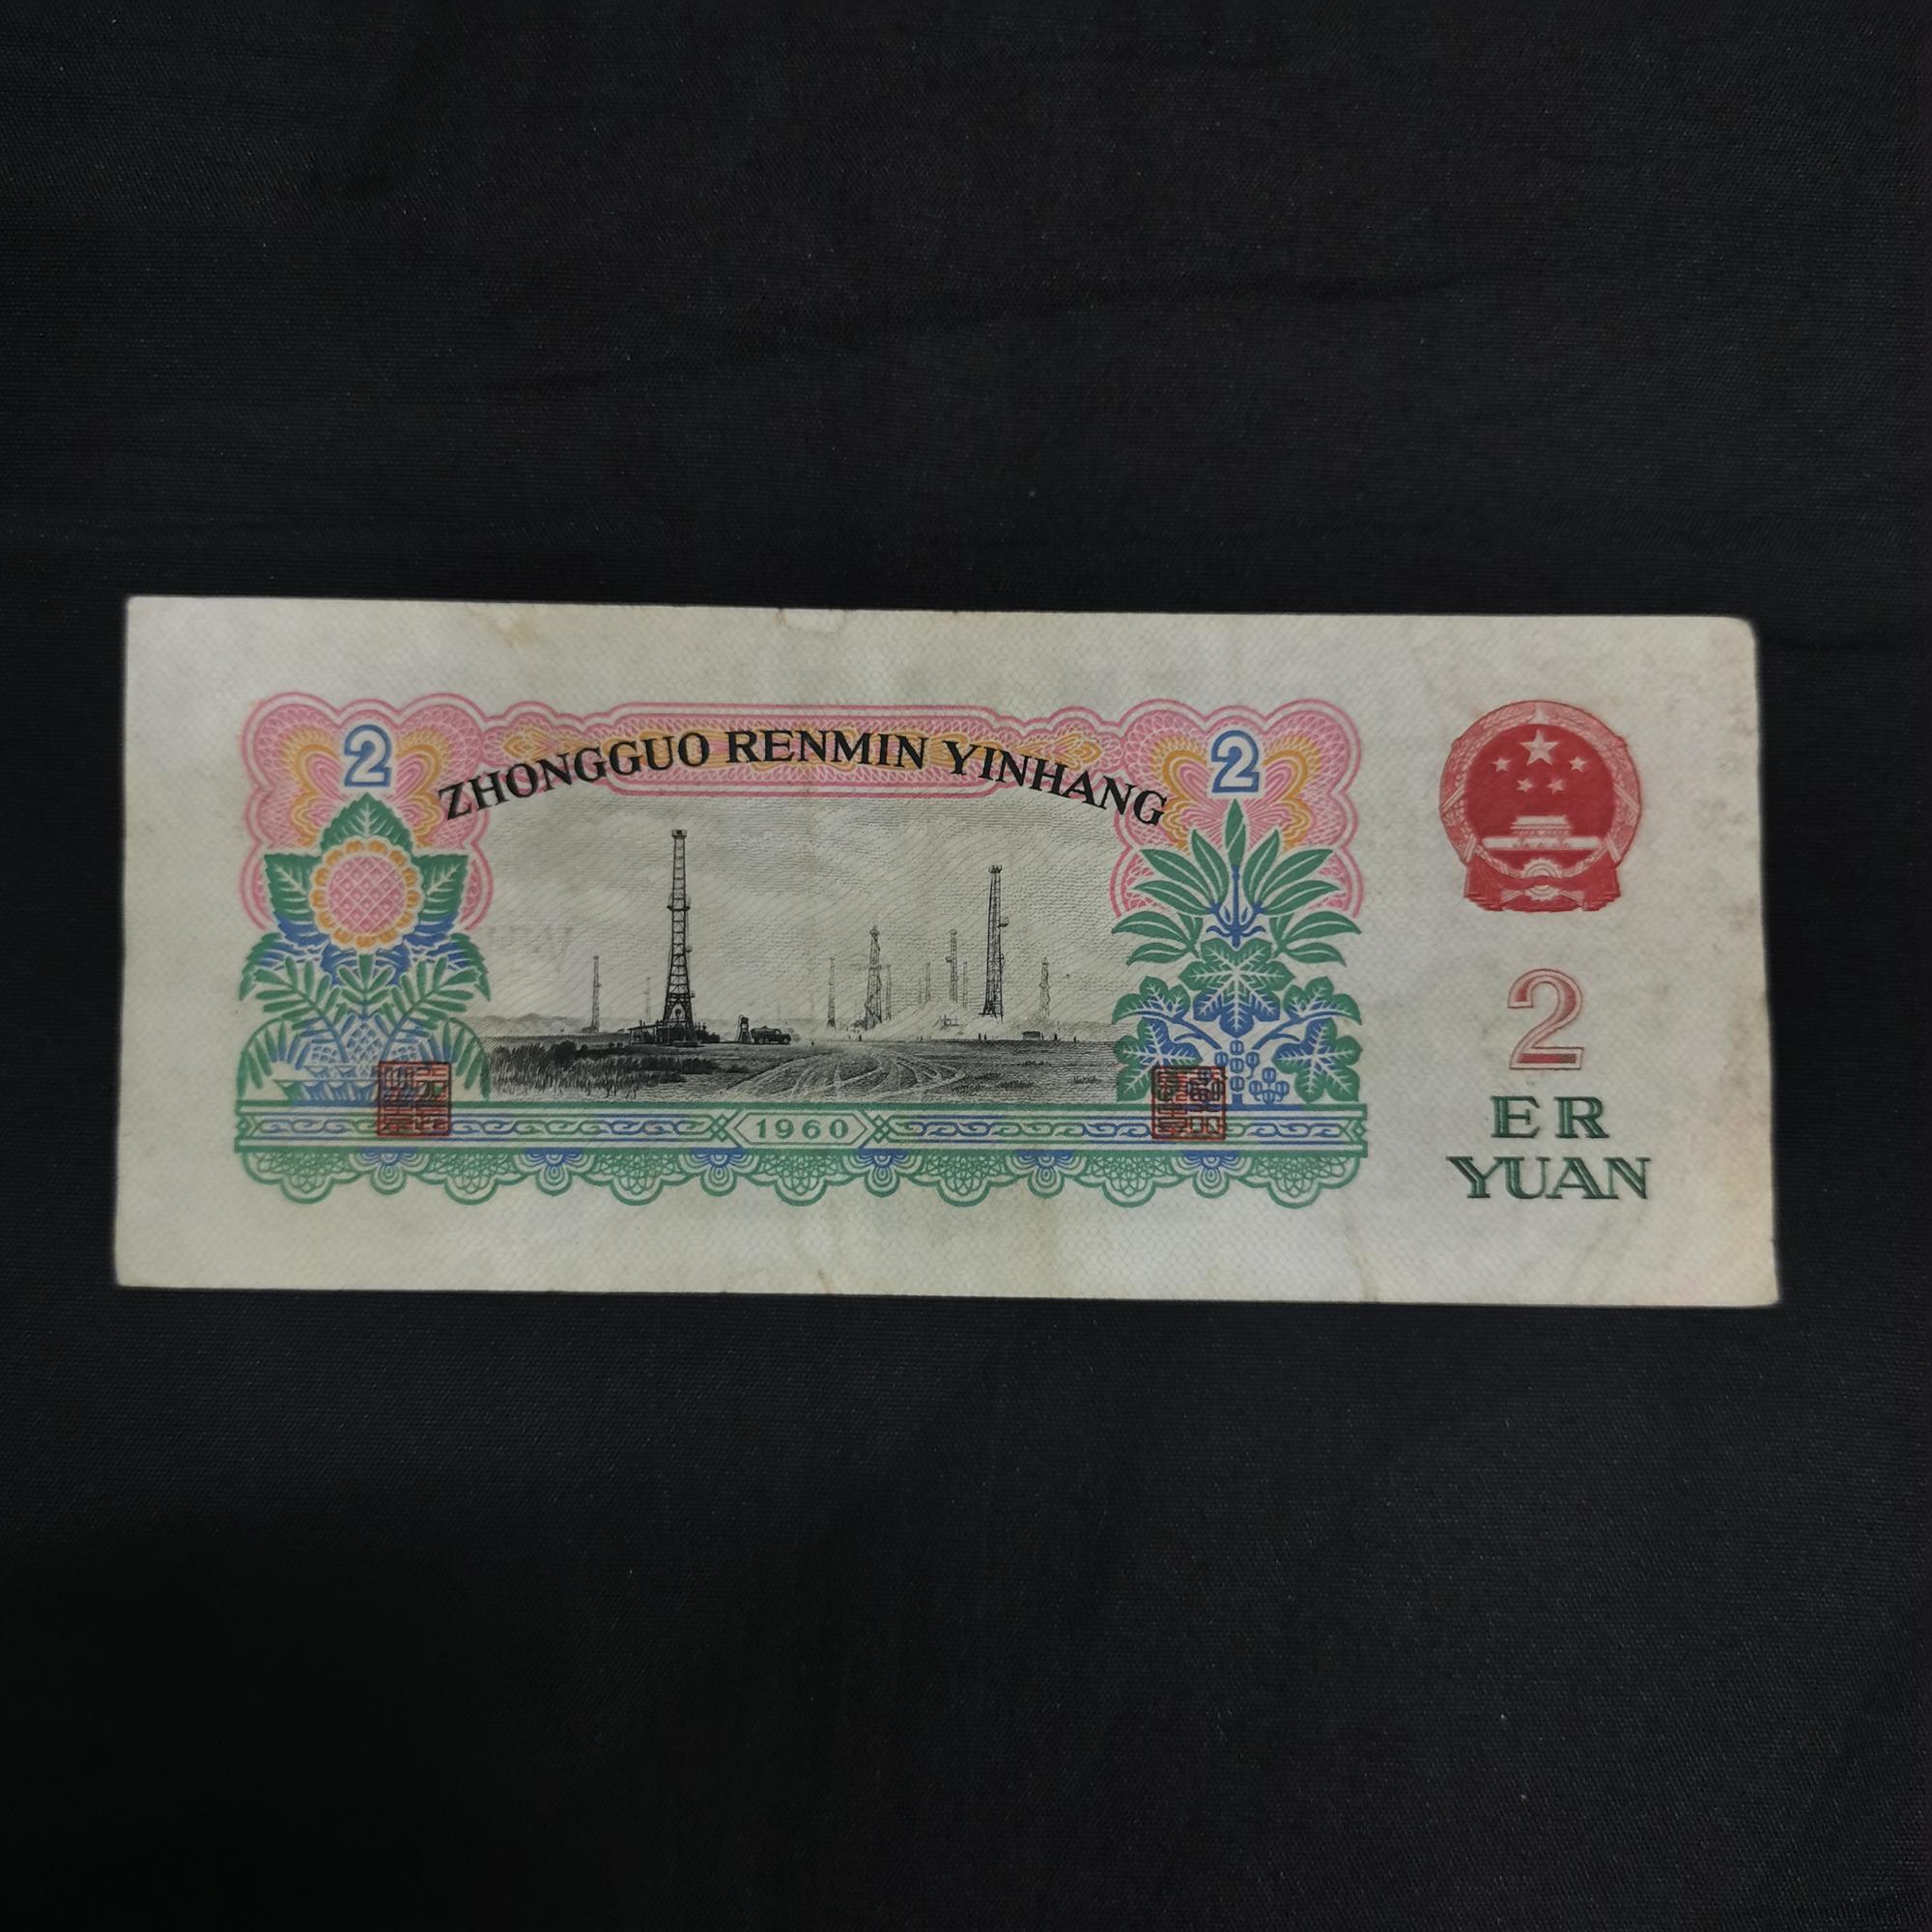 2
2
ZHONGGUO RENMIN YINHANG
1960
2
ER
YUAN